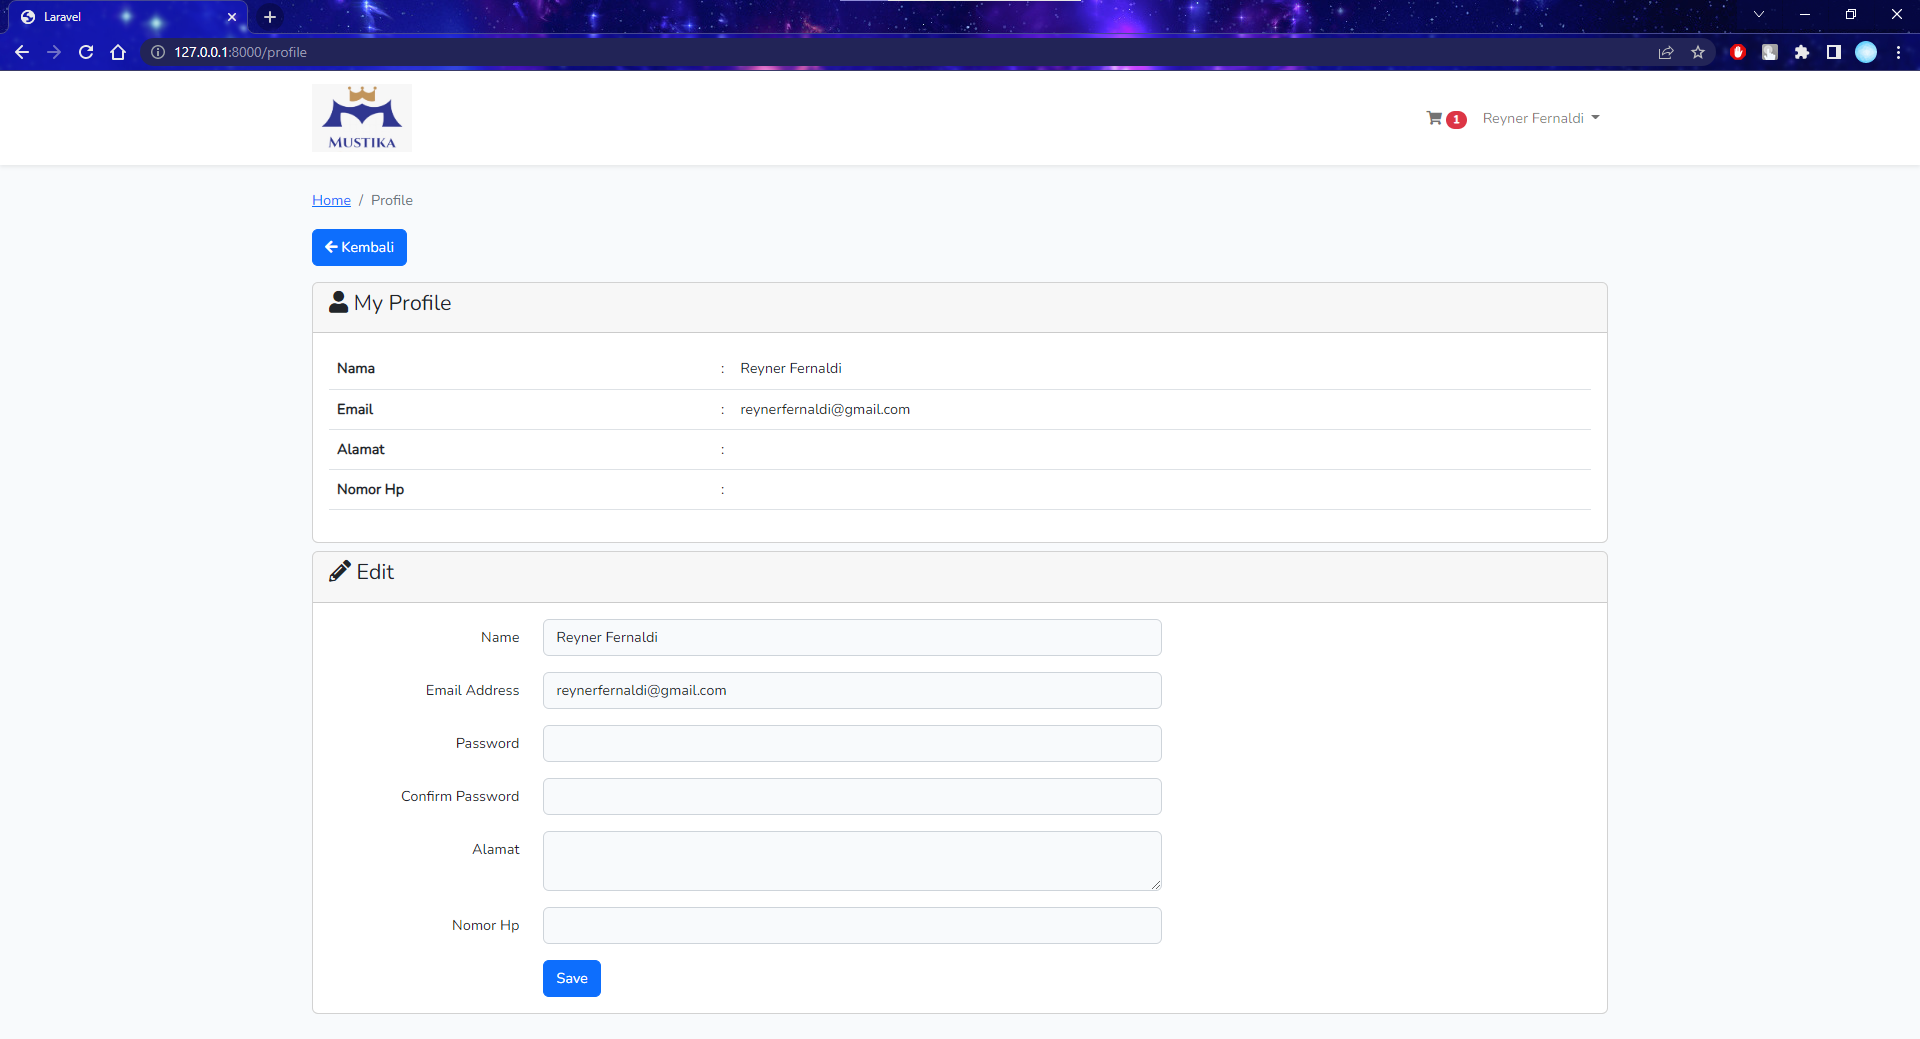 Laravel
127.0.0.1:8000/profile
MUSTIKA
1 Reyner Fernaldi
Home / Profile
Kembali
My Profile
Nama : Reyner Fernaldi
Email : reynerfernaldi@gmail.com
Alamat :
Nomor Hp :
Edit
Name Reyner Fernaldi
Email Address reynerfernaldi@gmail.com
Password
Confirm Password
Alamat
Nomor Hp
Save